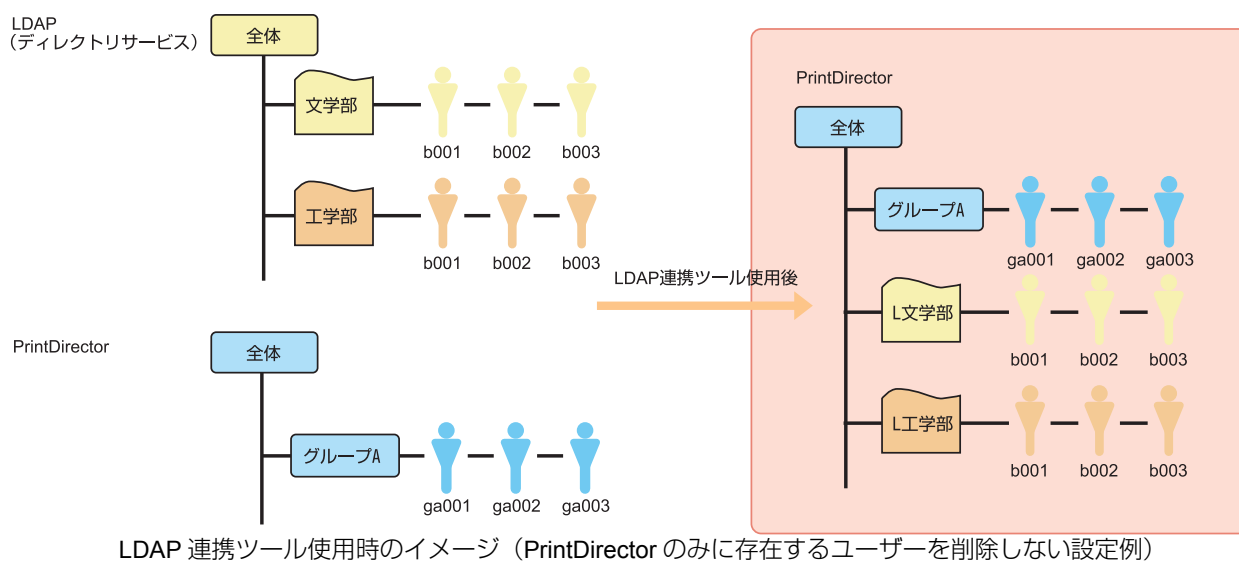 LDAP
（ディレクトリサービス）
全体
文学部
b001
b002
b003
工学部
b001
b002
b003
PrintDirector
全体
グループA
ga001
ga002
ga003
LDAP連携ツール使用後
PrintDirector
全体
グループA
ga001
ga002
ga003
L文学部
b001
b002
b003
L工学部
b001
b002
b003
LDAP 連携ツール使用時のイメージ（PrintDirector のみに存在するユーザーを削除しない設定例）